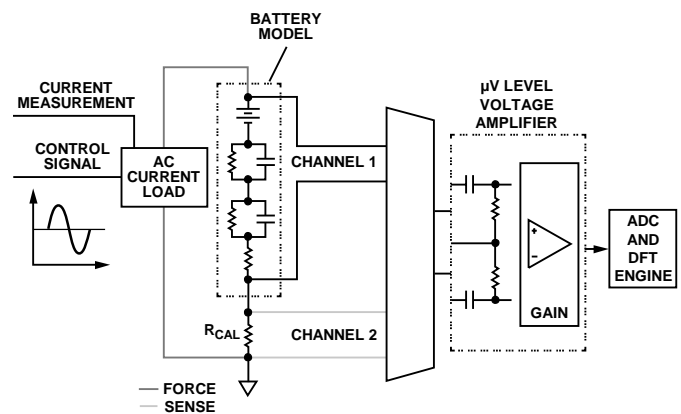 BATTERY
MODEL
CURRENT
MEASUREMENT
CONTROL
SIGNAL
AC
CURRENT
LOAD
CHANNEL 1
R_CAL
CHANNEL 2
FORCE
SENSE
µV LEVEL
VOLTAGE
AMPLIFIER
+
–
GAIN
ADC
AND
DFT
ENGINE